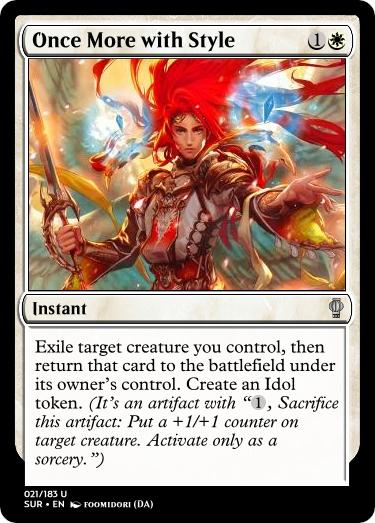 Once More with Style 1
Instant
Exile target creature you control, then
return that card to the battlefield under
its owner's control. Create an Idol
token. (It's an artifact with “1, Sacrifice
this artifact: Put a +1/+1 counter on
target creature. Activate only as a
sorcery.”)
021/183 U
SUR • EN FOOMIDORI (DA)